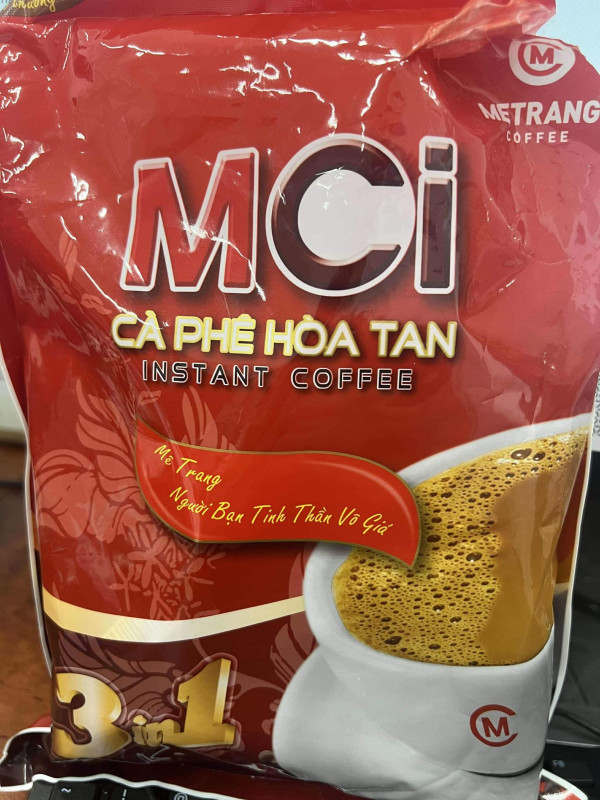 M
METRANG
COFFEE
MCi
CÀ PHÊ HÒA TAN
INSTANT COFFEE
Mê Trang
Người Bạn Tinh Thần Vô Giá
3in1
M